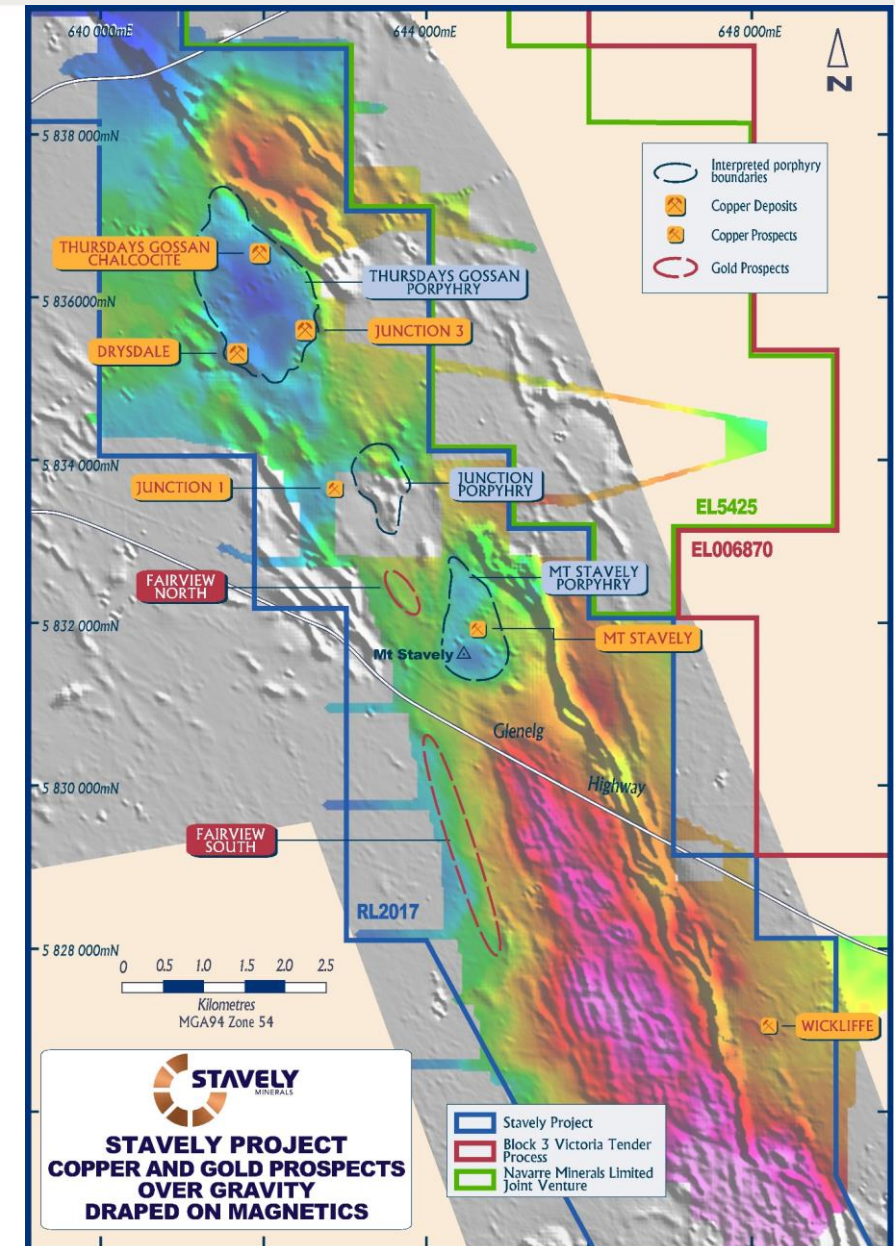 640 000mE
644 000mE
648 000mE
N
5 838 000mN
Interpreted porphyry
boundaries
Copper Deposits
Copper Prospects
Gold Prospects
THURSDAYS GOSSAN
CHALCOCITE
THURSDAYS GOSSAN
PORPYHRY
5 836000mN
JUNCTION 3
DRYSDALE
5 834 000mN
JUNCTION 1
JUNCTION
PORPYHRY
EL5425
EL006870
FAIRVIEW
NORTH
MT STAVELY
PORPYHRY
5 832 000mN
MT STAVELY
Mt Stavely
Glenelg
Highway
5 830 000mN
FAIRVIEW
SOUTH
RL2017
5 828 000mN
0 0.5 1.0 1.5 2.0 2.5
Kilometres
MGA94 Zone 54
WICKLIFFE
STAVELY
MINERALS
STAVELY PROJECT
COPPER AND GOLD PROSPECTS
OVER GRAVITY
DRAPED ON MAGNETICS
Stavely Project
Block 3 Victoria Tender
Process
Navarre Minerals Limited
Joint Venture